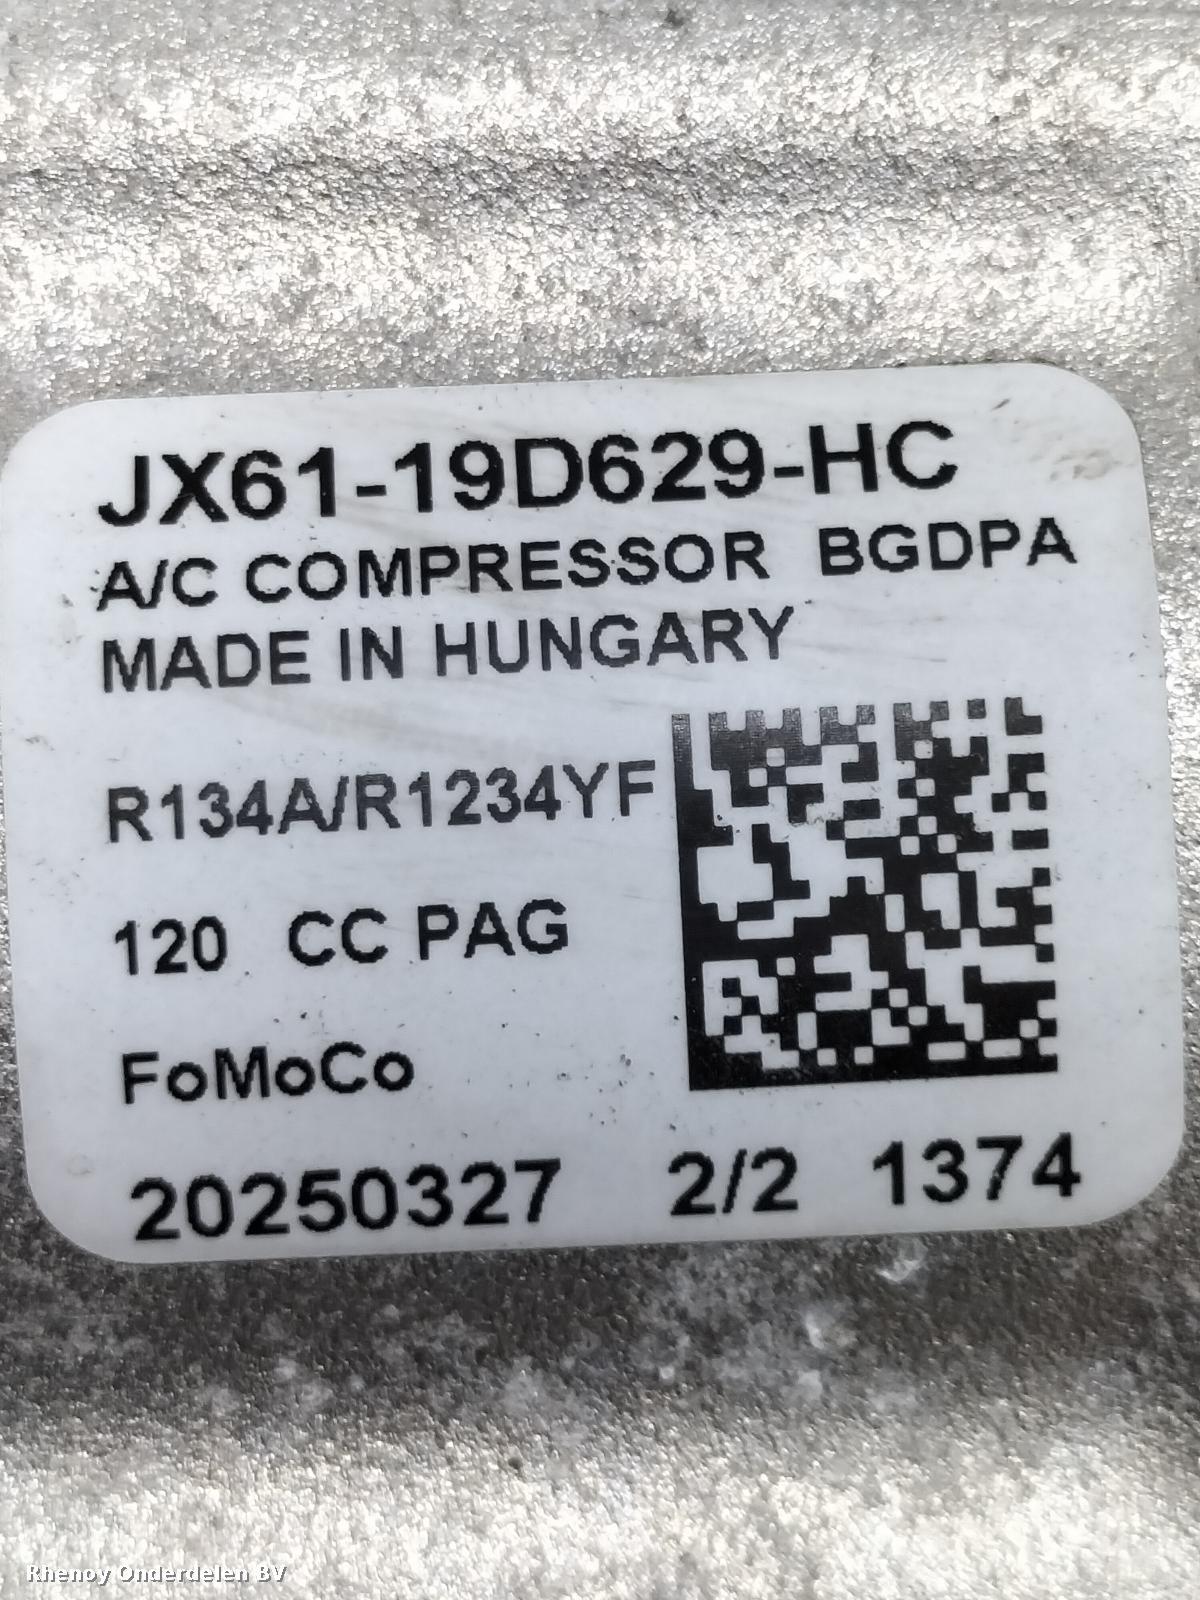 JX61-19D629-HC
A/C COMPRESSOR BGDPA
MADE IN HUNGARY
R134A/R1234YF
120 CC PAG
FoMoCo
20250327 2/2 1374
Rhenoy Onderdelen BV